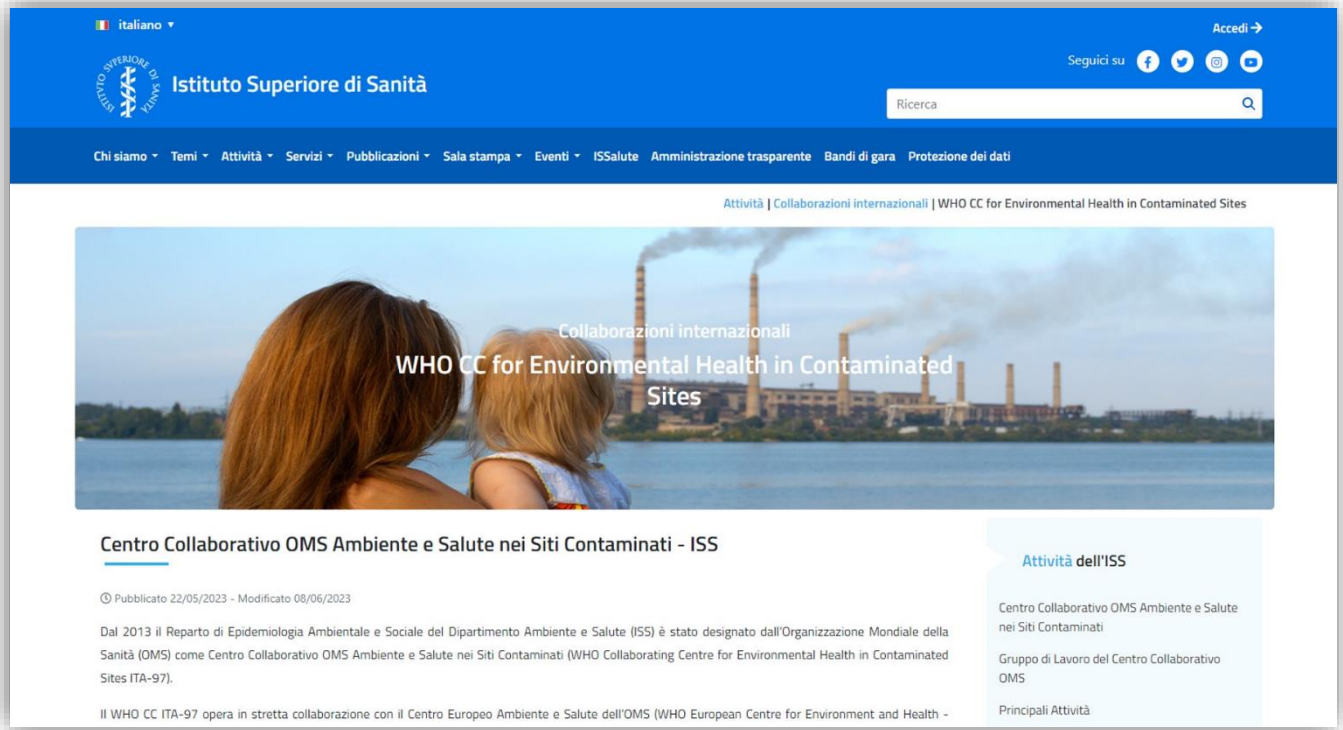 italiano
Accedi →
ISTITUTO SUPERIORE DI SANITÀ
Istituto Superiore di Sanità
Seguici su
Ricerca
Chi siamo Temi Attività Servizi Pubblicazioni Sala stampa Eventi ISSalute Amministrazione trasparente Bandi di gara Protezione dei dati
Attività | Collaborazioni internazionali | WHO CC for Environmental Health in Contaminated Sites
Collaborazioni internazionali
WHO CC for Environmental Health in Contaminated
Sites
Centro Collaborativo OMS Ambiente e Salute nei Siti Contaminati - ISS
Pubblicato 22/05/2023 - Modificato 08/06/2023
Dal 2013 il Reparto di Epidemiologia Ambientale e Sociale del Dipartimento Ambiente e Salute (ISS) è stato designato dall'Organizzazione Mondiale della
Sanità (OMS) come Centro Collaborativo OMS Ambiente e Salute nei Siti Contaminati (WHO Collaborating Centre for Environmental Health in Contaminated
Sites ITA-97).
Il WHO CC ITA-97 opera in stretta collaborazione con il Centro Europeo Ambiente e Salute dell'OMS (WHO European Centre for Environment and Health -
Attività dell'ISS
Centro Collaborativo OMS Ambiente e Salute
nei Siti Contaminati
Gruppo di Lavoro del Centro Collaborativo
OMS
Principali Attività